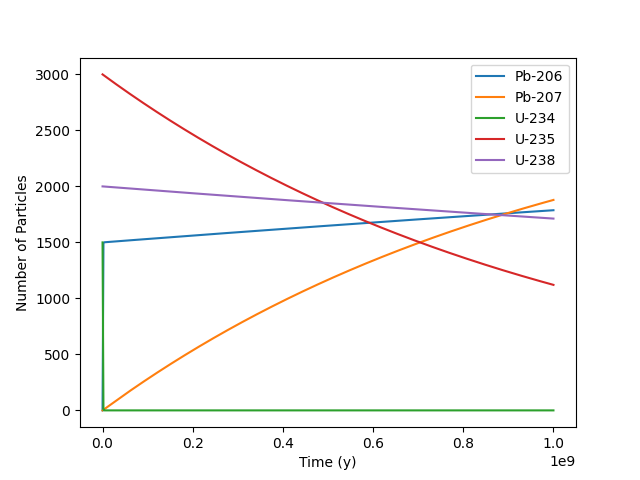 Pb-206
Pb-207
U-234
U-235
U-238
3000
2500
2000
1500
1000
500
0
Number of Particles
0.0 0.2 0.4 0.6 0.8 1.0
1e9
Time (y)